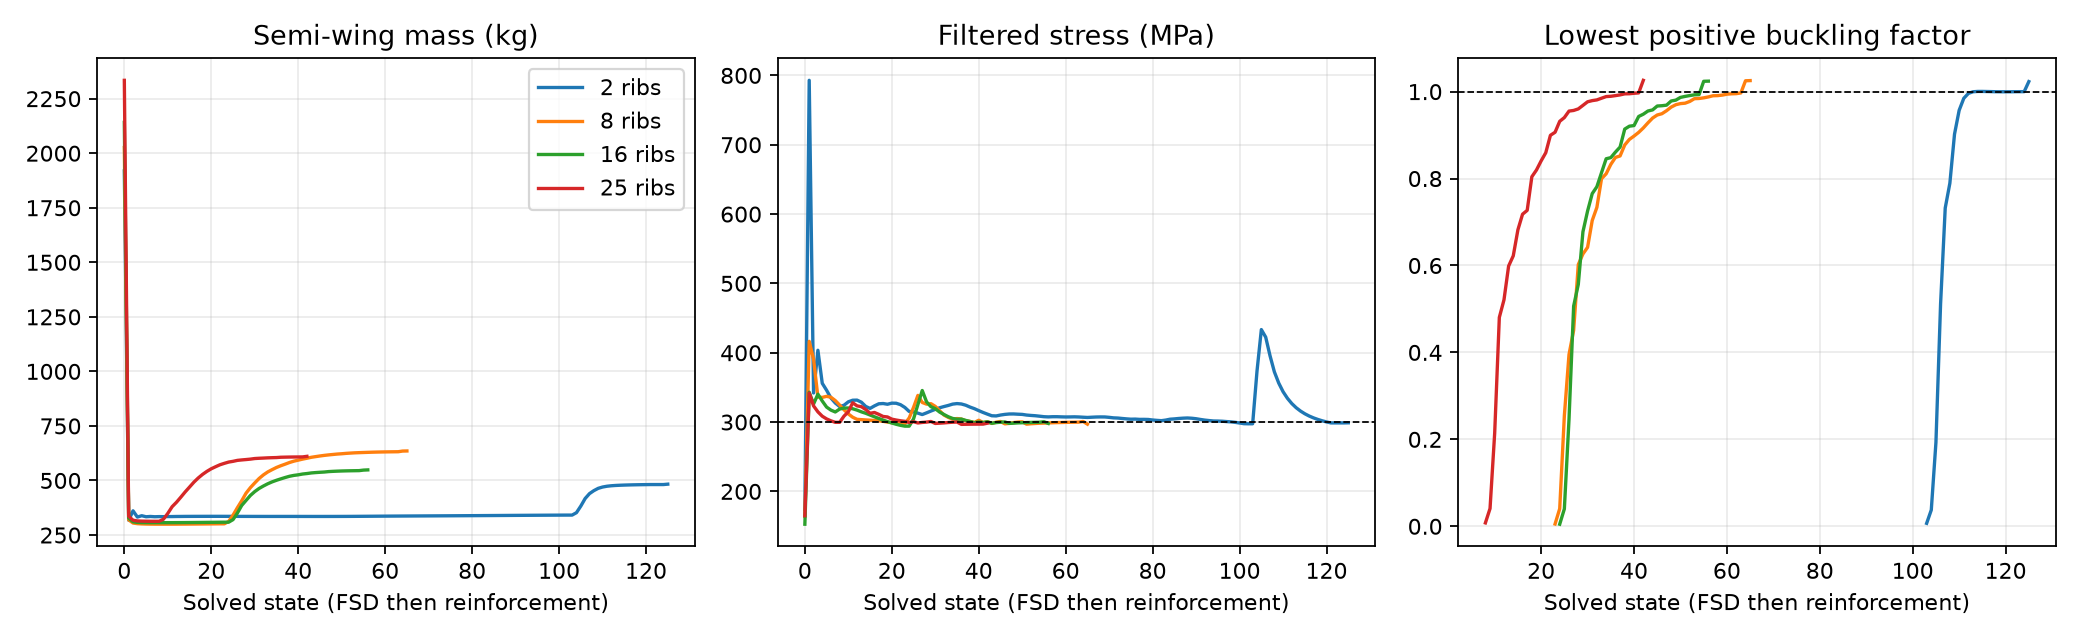 Semi-wing mass (kg)
2250
2000
1750
1500
1250
1000
750
500
250
0 20 40 60 80 100 120
Solved state (FSD then reinforcement)
2 ribs
8 ribs
16 ribs
25 ribs
Filtered stress (MPa)
800
700
600
500
400
300
200
0 20 40 60 80 100 120
Solved state (FSD then reinforcement)
Lowest positive buckling factor
1.0
0.8
0.6
0.4
0.2
0.0
20 40 60 80 100 120
Solved state (FSD then reinforcement)